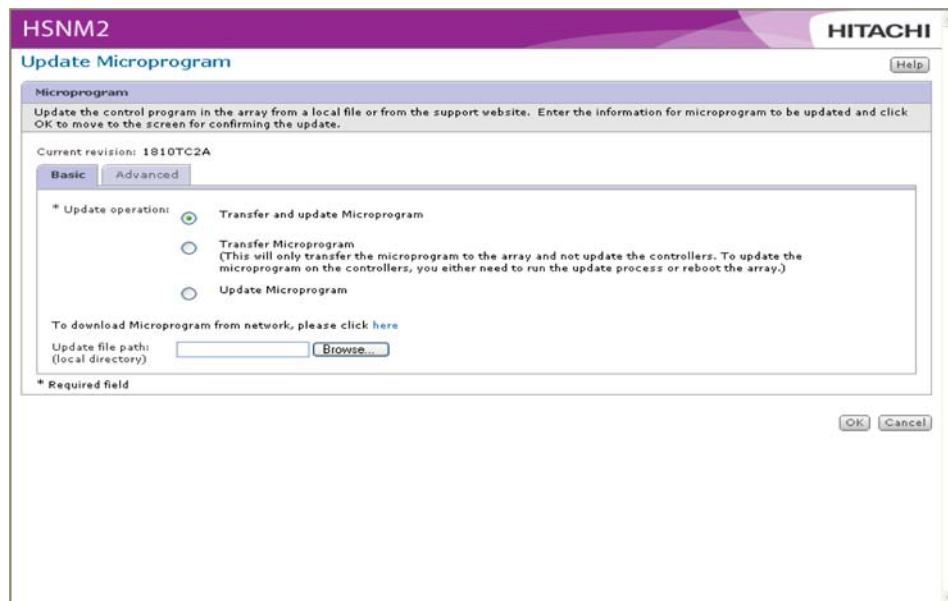 HSNM2
HITACHI
Update Microprogram
Help
Microprogram
Update the control program in the array from a local file or from the support website. Enter the information for microprogram to be updated and click
OK to move to the screen for confirming the update.
Current revision: 1810TC2A
Basic
Advanced
* Update operation:
Transfer and update Microprogram
Transfer Microprogram
(This will only transfer the microprogram to the array and not update the controllers. To update the
microprogram on the controllers, you either need to run the update process or reboot the array.)
Update Microprogram
To download Microprogram from network, please click here
Update file path:
(local directory)
Browse...
* Required field
OK
Cancel